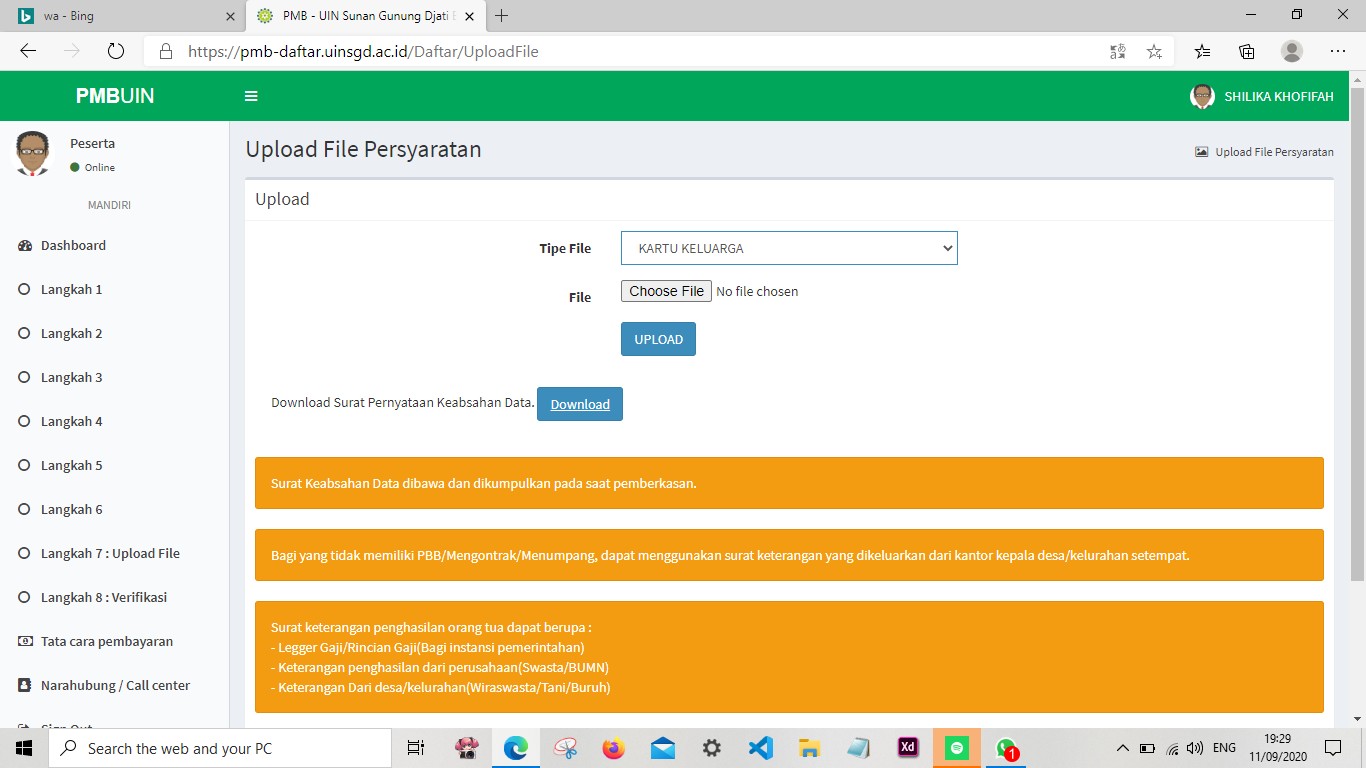 wa - Bing
PMB - UIN Sunan Gunung Djati
https://pmb-daftar.uinsgd.ac.id/Daftar/UploadFile
PMBUIN
SHILIKA KHOFIFAH
Peserta
Online
MANDIRI
Dashboard
Langkah 1
Langkah 2
Langkah 3
Langkah 4
Langkah 5
Langkah 6
Langkah 7 : Upload File
Langkah 8 : Verifikasi
Tata cara pembayaran
Narahubung / Call center
Sign Out
Upload File Persyaratan
Upload File Persyaratan
Upload
Tipe File
KARTU KELUARGA
File
Choose File No file chosen
UPLOAD
Download Surat Pernyataan Keabsahan Data. Download
Surat Keabsahan Data dibawa dan dikumpulkan pada saat pemberkasan.
Bagi yang tidak memiliki PBB/Mengontrak/Menumpang, dapat menggunakan surat keterangan yang dikeluarkan dari kantor kepala desa/kelurahan setempat.
Surat keterangan penghasilan orang tua dapat berupa :
- Legger Gaji/Rincian Gaji(Bagi instansi pemerintahan)
- Keterangan penghasilan dari perusahaan(Swasta/BUMN)
- Keterangan Dari desa/kelurahan(Wiraswasta/Tani/Buruh)
Search the web and your PC
Xd
1
ENG
19:29
11/09/2020